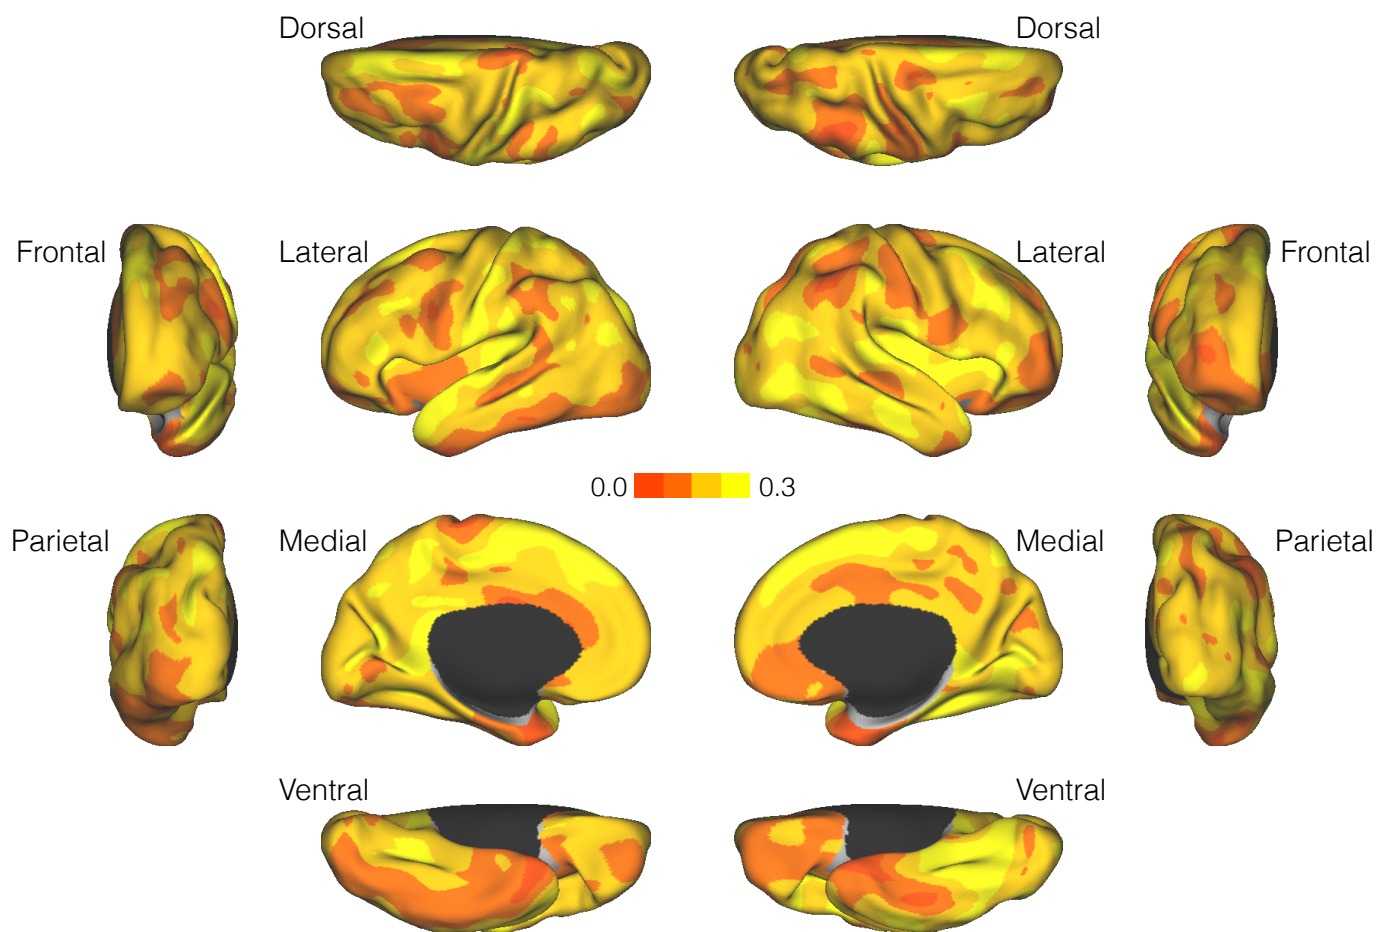 Dorsal
Dorsal
Frontal
Lateral
Lateral
Frontal
0.0
0.3
Parietal
Medial
Medial
Parietal
Ventral
Ventral